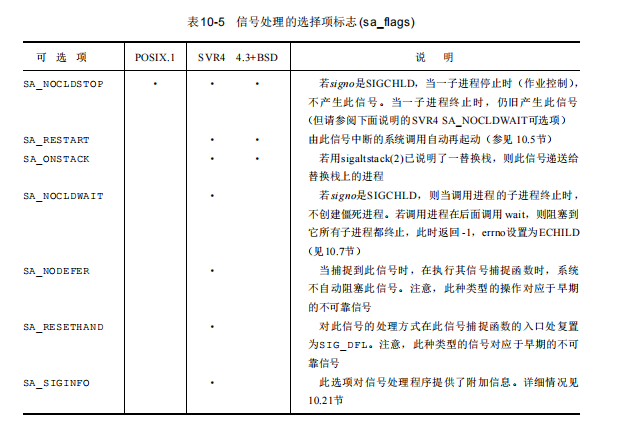 表10-5 信号处理的选择项标志(sa_flags)
可 选 项 POSIX.1 SVR4 4.3+BSD 说 明
SA_NOCLDSTOP • • • 若signo是SIGCHLD，当一子进程停止时（作业控制），
不产生此信号。当一子进程终止时，仍旧产生此信号
(但请参阅下面说明的SVR4 SA_NOCLDWAIT可选项）
SA_RESTART • • 由此信号中断的系统调用自动再起动（参见 10.5节）
SA_ONSTACK • • 若用sigaltstack(2)已说明了一替换栈，则此信号递送给
替换栈上的进程
SA_NOCLDWAIT • 若signo是SIGCHLD，则当调用进程的子进程终止时，
不创建僵死进程。若调用进程在后面调用 wait，则阻塞到
它所有子进程都终止，此时返回 -1，errno设置为ECHILD
（见10.7节）
SA_NODEFER • 当捕捉到此信号时，在执行其信号捕捉函数时，系统
不自动阻塞此信号。注意，此种类型的操作对应于早期
的不可靠信号
SA_RESETHAND • 对此信号的处理方式在此信号捕捉函数的入口处复置
为SIG_DFL。注意，此种类型的信号对应于早期的不可
靠信号
SA_SIGINFO • 此选项对信号处理程序提供了附加信息。详细情况见
10.21节